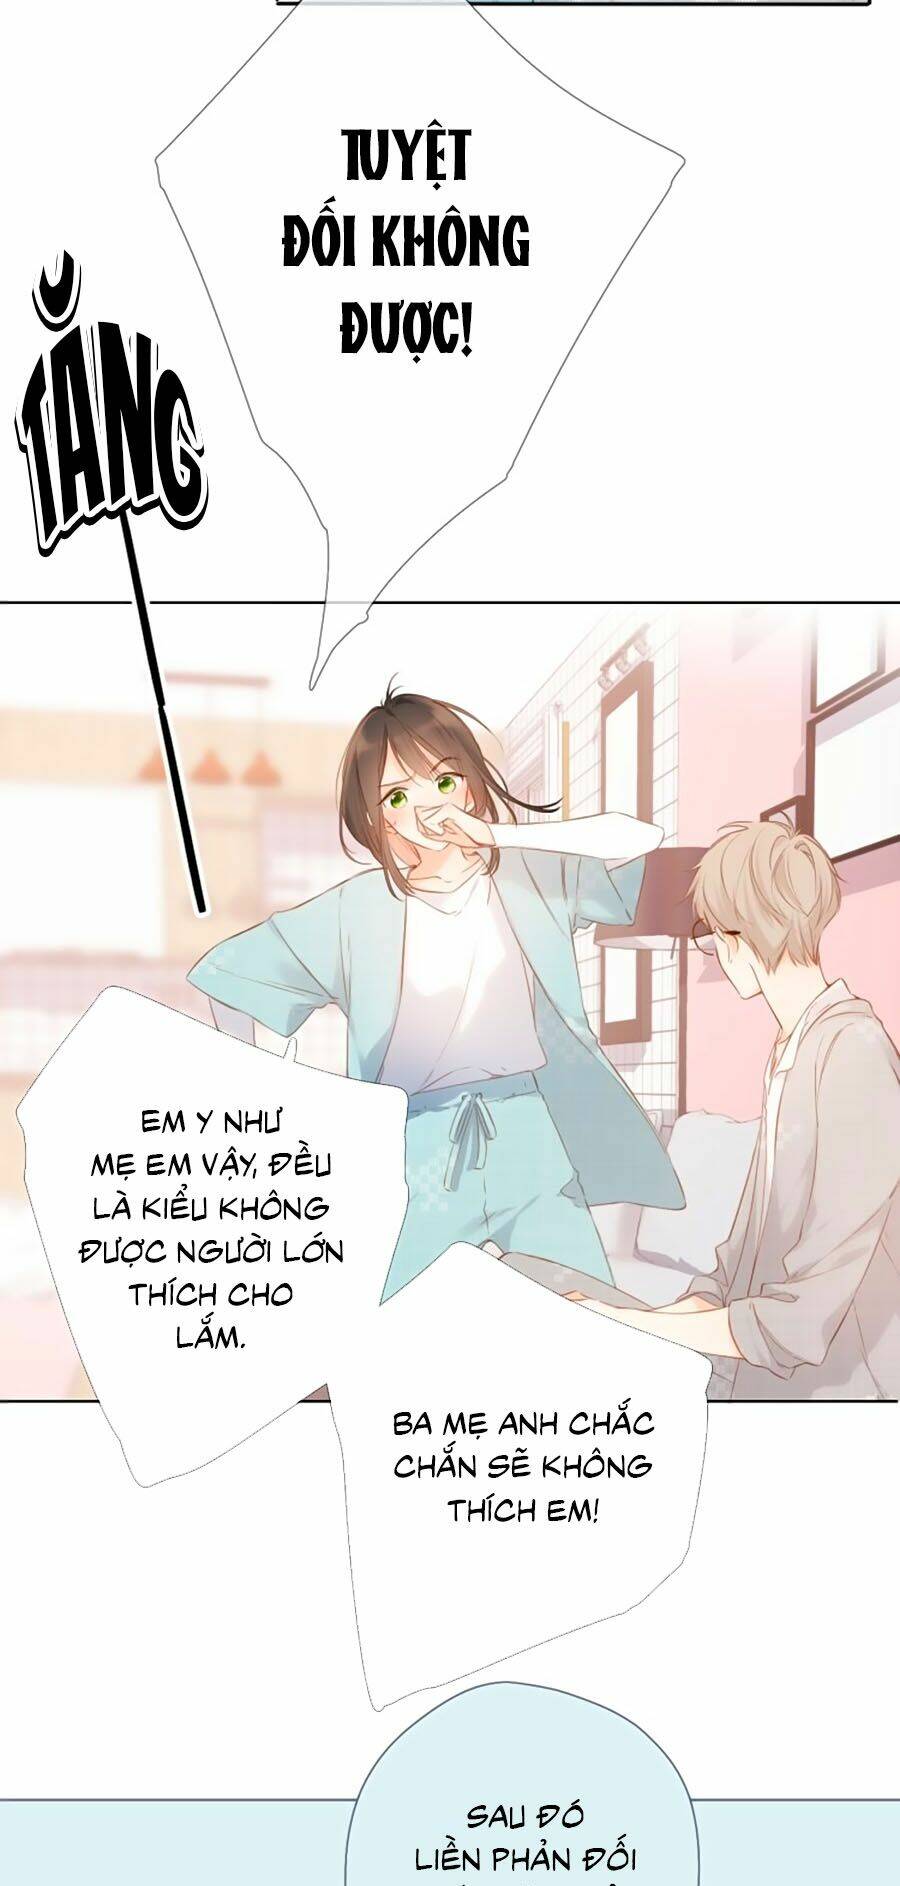 TUYỆT
ĐỐI KHÔNG
ĐƯỢC!
TẰNG
EM Y NHƯ
MẸ EM VẬY, ĐỀU
LÀ KIỂU KHÔNG
ĐƯỢC NGƯỜI LỚN
THÍCH CHO
LẮM.
BA MẸ ANH CHẮC
CHẮN SẼ KHÔNG
THÍCH EM!
SAU ĐÓ
LIỀN PHẢN ĐỐI